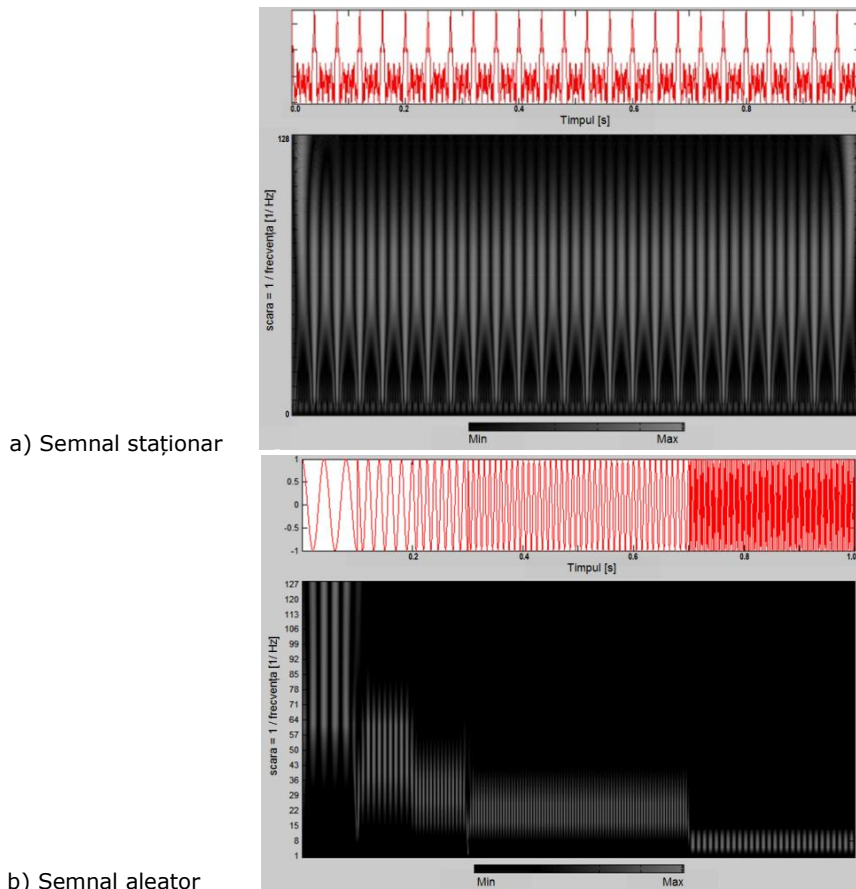 0.0 0.2 0.4 0.6 0.8 1.
Timpul [s]
128
scara = 1 / frecvența [1/ Hz]
0
Min Max
a) Semnal staționar
1
0.5
0
-0.5
-1
0.2 0.4 0.6 0.8 1.0
Timpul [s]
127
120
113
106
99
92
85
78
71
64
57
50
43
36
29
22
15
8
1
scara = 1 / frecvența [1/ Hz]
Min Max
b) Semnal aleator